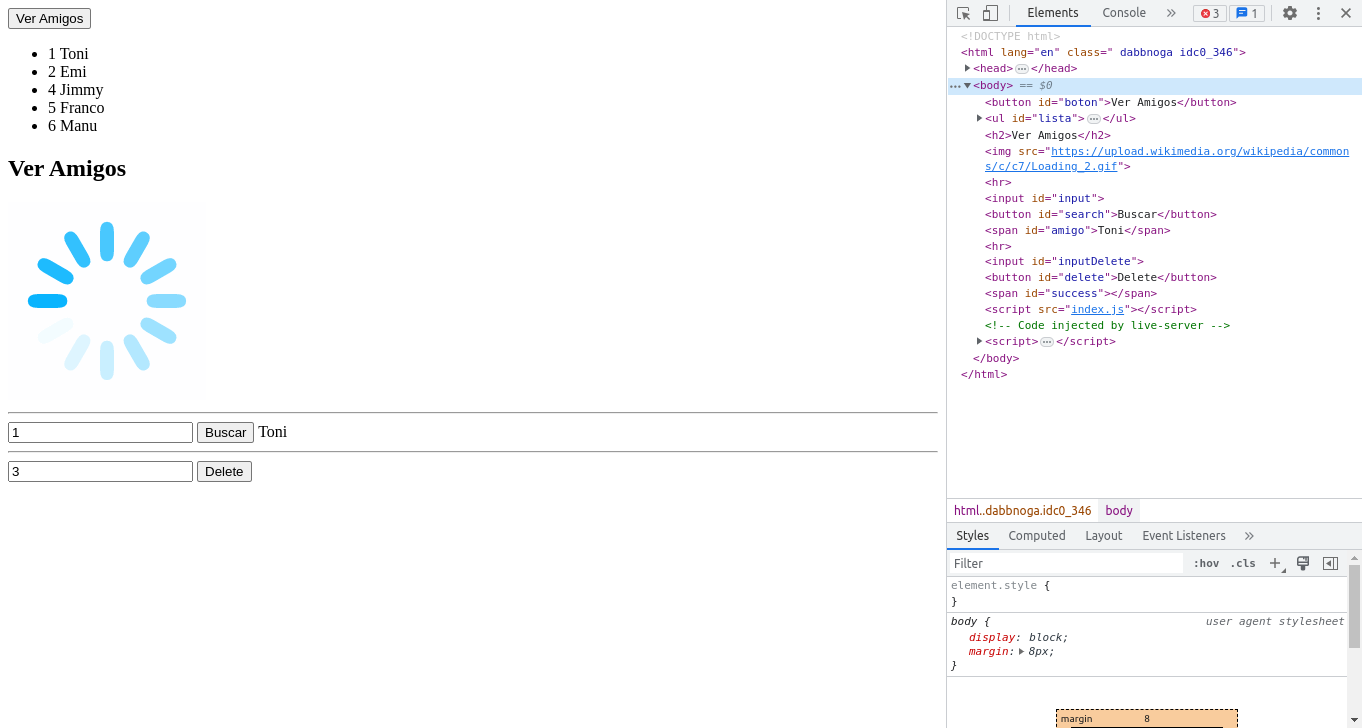 Ver Amigos
1 Toni
2 Emi
4 Jimmy
5 Franco
6 Manu
Ver Amigos
1 Buscar Toni
3 Delete
Elements Console » 3 1
<!DOCTYPE html>
<html lang="en" class=" dabbnoga idc0_346">
<head>…</head>
<body> == $0
<button id="boton">Ver Amigos</button>
<ul id="lista">…</ul>
<h2>Ver Amigos</h2>
<img src="https://upload.wikimedia.org/wikipedia/common
s/c/c7/Loading_2.gif">
<hr>
<input id="input">
<button id="search">Buscar</button>
<span id="amigo">Toni</span>
<hr>
<input id="inputDelete">
<button id="delete">Delete</button>
<span id="success"></span>
<script src="index.js"></script>
<!-- Code injected by live-server -->
<script>…</script>
</body>
</html>
html..dabbnoga.idc0_346 body
Styles Computed Layout Event Listeners »
Filter :hov .cls
element.style {
}
body { user agent stylesheet
display: block;
margin: 8px;
}
margin 8